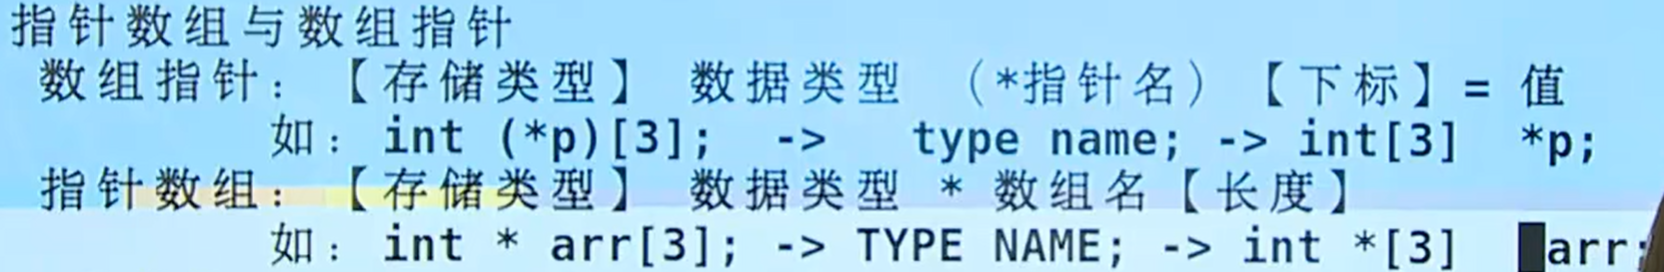 指针数组与数组指针
数组指针：【存储类型】 数据类型 （*指针名）【下标】= 值
如：int (*p)[3]; -> type name; -> int[3] *p;
指针数组：【存储类型】 数据类型 * 数组名【长度】
如：int * arr[3]; -> TYPE NAME; -> int *[3] arr;